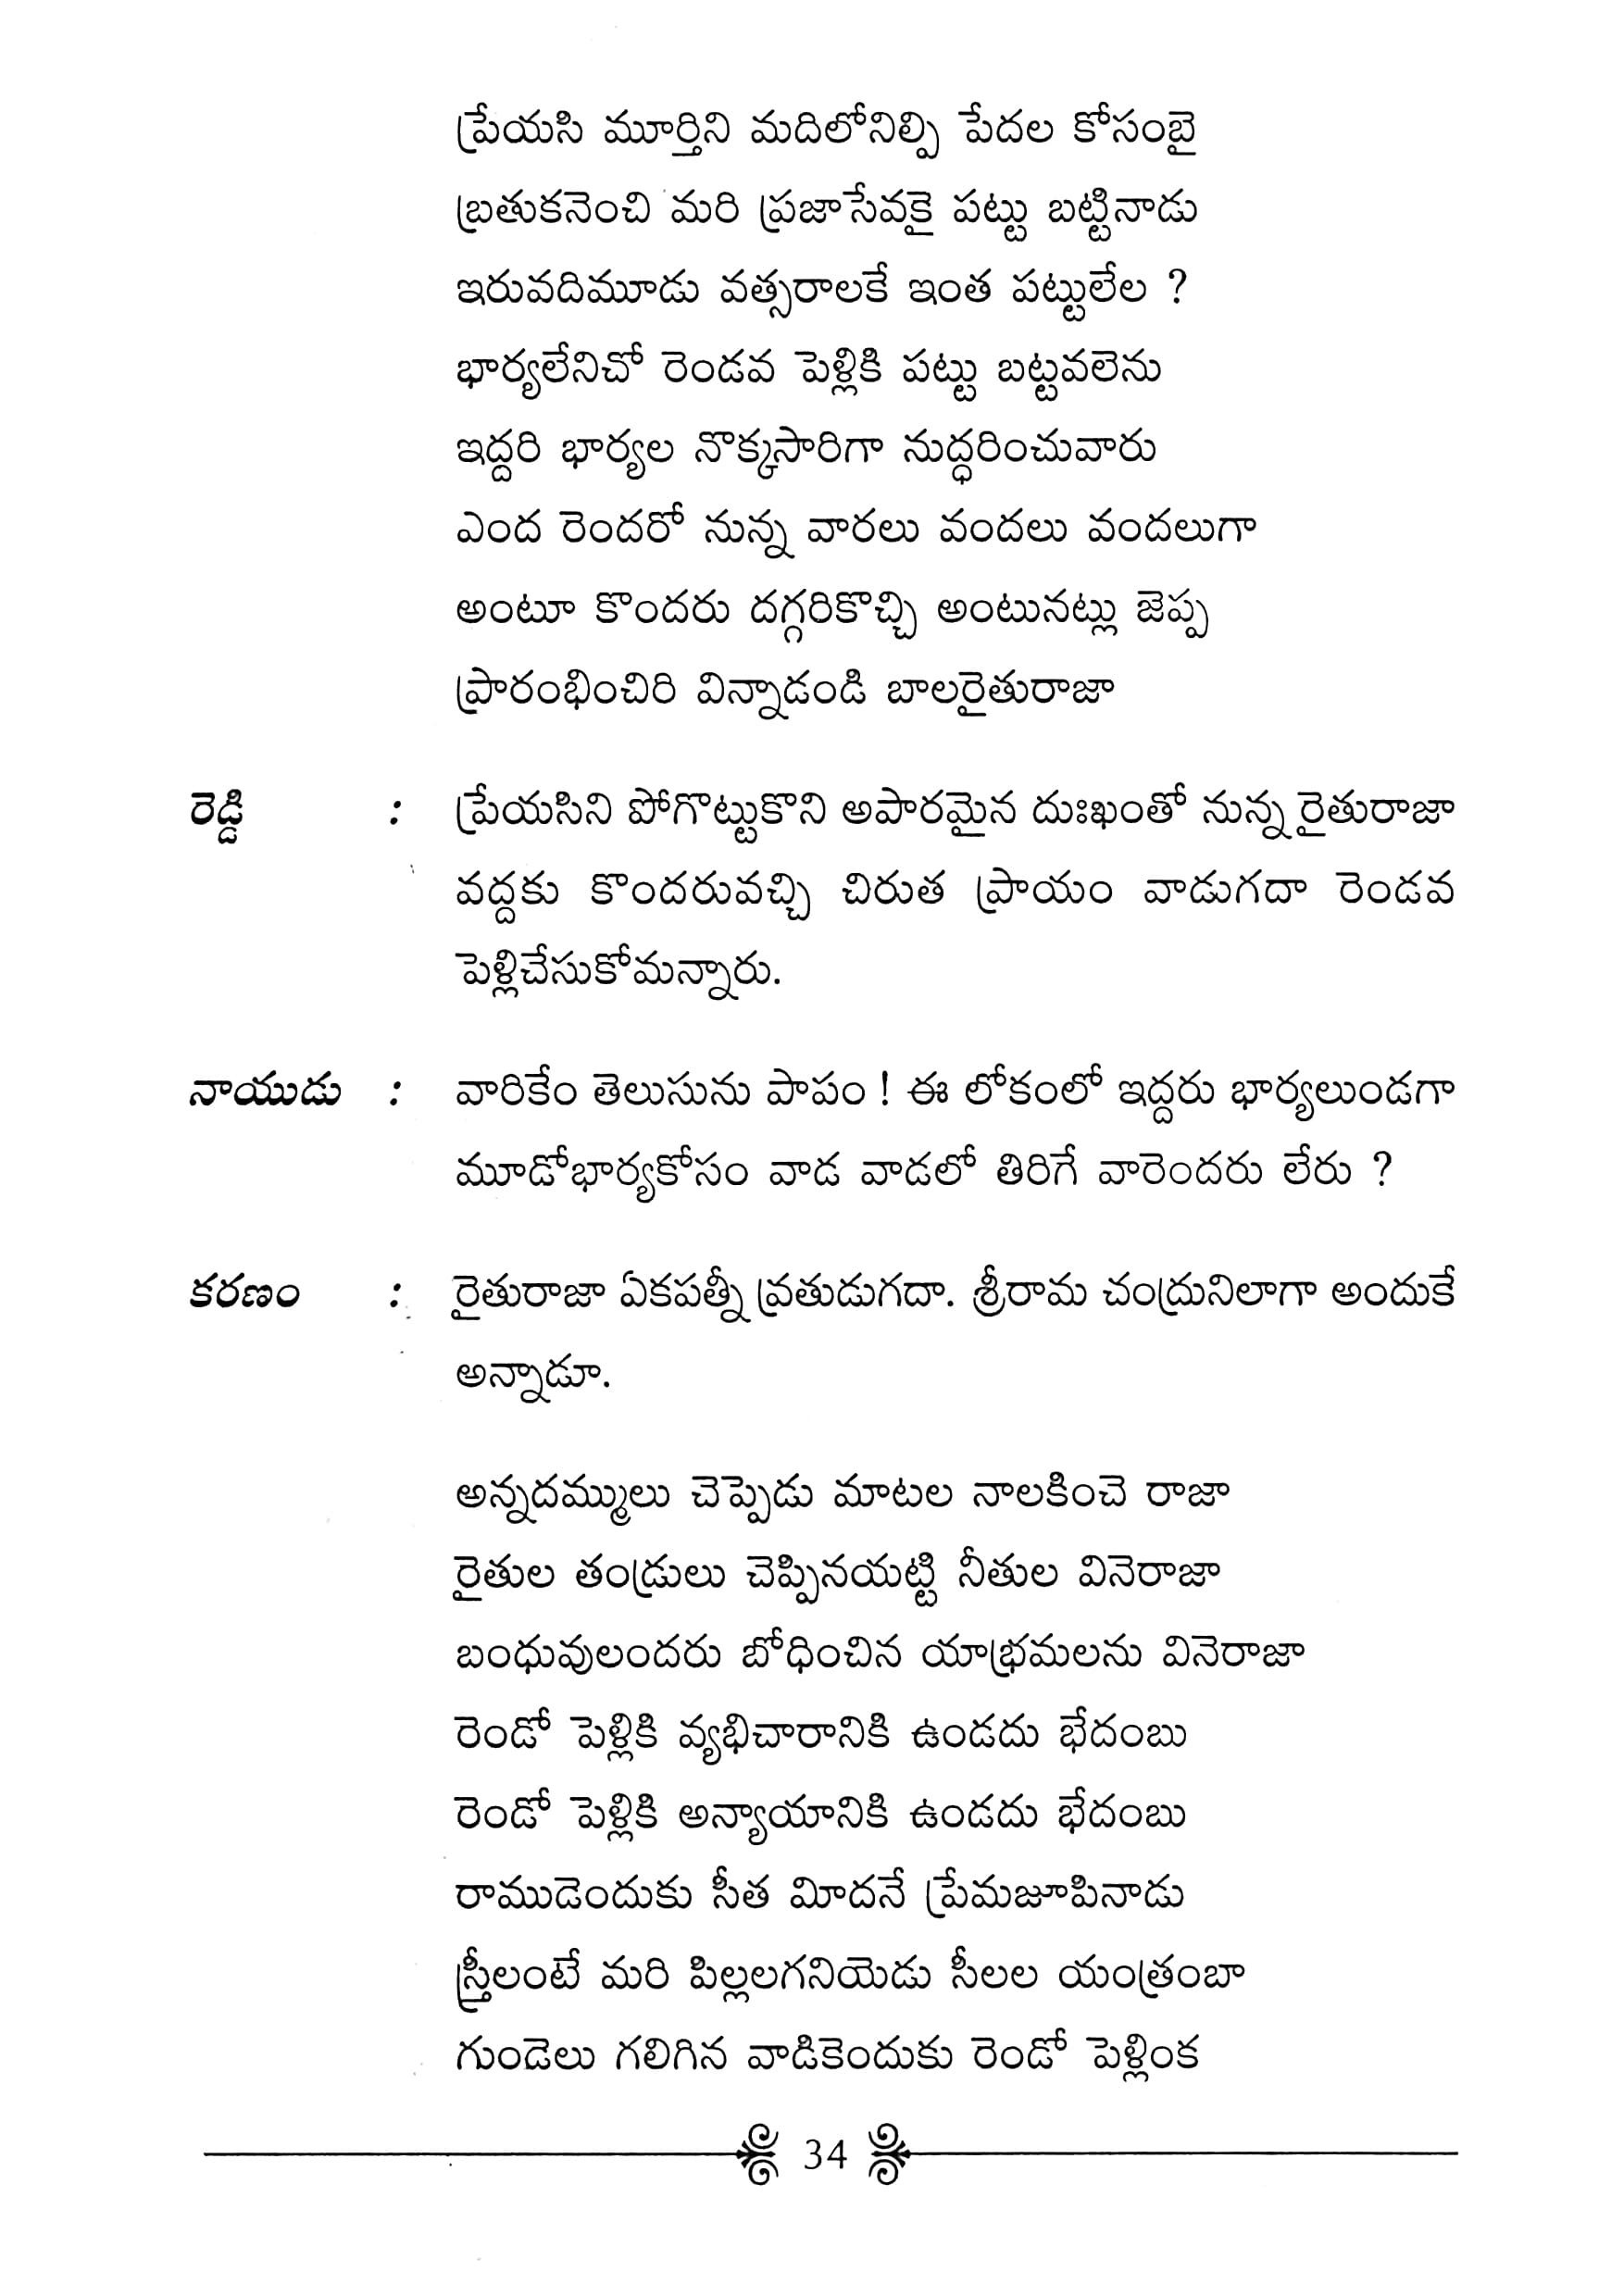 ప్రేయసి మూర్తిని మదిలోనిల్పి పేదల కోసంబై
బ్రతుకనెంచి మరి ప్రజాసేవకై పట్టు బట్టినాడు
ఇరువదిమూడు వత్సరాలకే ఇంత పట్టులేల ?
భార్యలేనిచో రెండవ పెళ్లికి పట్టు బట్టవలెను
ఇద్దరి భార్యల నొక్కసారిగా నుద్ధరించువారు
ఎంద రెందరో నున్న వారలు వందలు వందలుగా
అంటూ కొందరు దగ్గరికొచ్చి అంటునట్లు జెప్ప
ప్రారంభించిరి విన్నాడండి బాలరైతురాజా
రెడ్డి : ప్రేయసిని పోగొట్టుకొని అపారమైన దుఃఖంతో నున్న రైతురాజా
వద్దకు కొందరువచ్చి చిరుత ప్రాయం వాడుగదా రెండవ
పెళ్లిచేసుకోమన్నారు.
నాయుడు : వారికేం తెలుసును పాపం ! ఈ లోకంలో ఇద్దరు భార్యలుండగా
మూడోభార్యకోసం వాడ వాడలో తిరిగే వారెందరు లేరు ?
కరణం : రైతురాజా ఏకపత్నీ వ్రతుడుగదా. శ్రీరామ చంద్రునిలాగా అందుకే
అన్నాడూ.
అన్నదమ్ములు చెప్పెడు మాటల నాలకించె రాజా
రైతుల తండ్రులు చెప్పినయట్టి నీతుల వినెరాజా
బంధువులందరు బోధించిన యాభ్రమలను వినెరాజా
రెండో పెళ్లికి వ్యభిచారానికి ఉండదు భేదంబు
రెండో పెళ్లికి అన్యాయానికి ఉండదు భేదంబు
రాముడెందుకు సీత మీదనే ప్రేమజూపినాడు
స్త్రీలంటే మరి పిల్లలగనియెడు సీలల యంత్రంబా
గుండెలు గలిగిన వాడికెందుకు రెండో పెళ్లింక
34